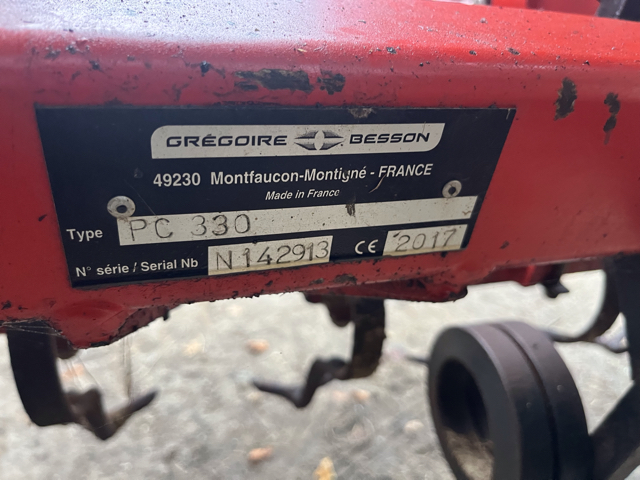 GRÉGOIRE BESSON
49230 Montfaucon-Montigné - FRANCE
Made in France
Type PC 330
N° série / Serial Nb N142913 CE 2017